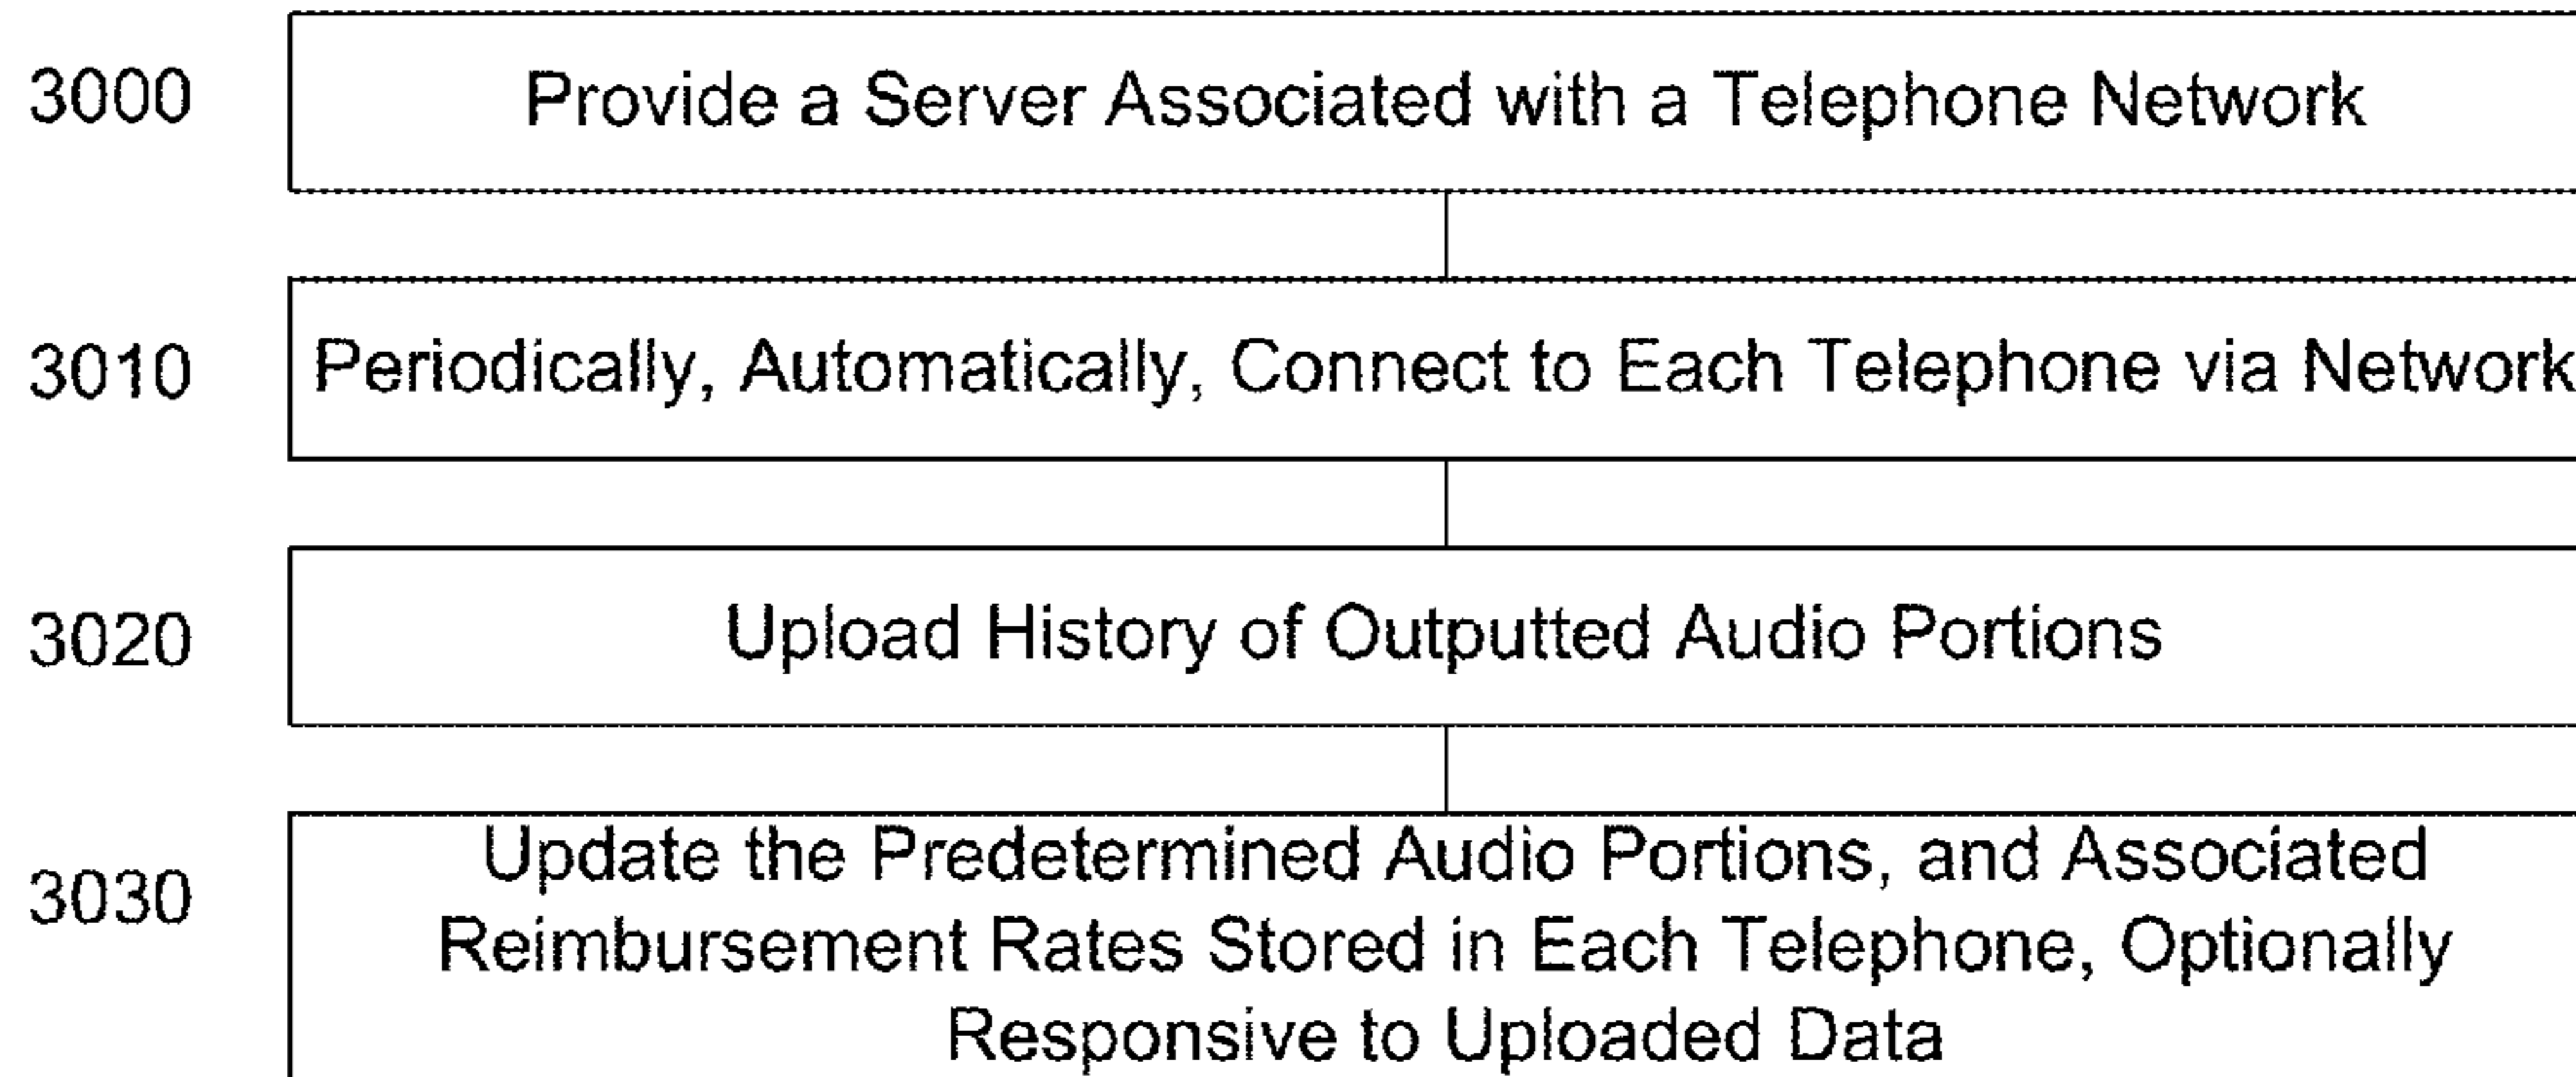 3000 Provide a Server Associated with a Telephone Network
3010 Periodically, Automatically, Connect to Each Telephone via Network
3020 Upload History of Outputted Audio Portions
3030 Update the Predetermined Audio Portions, and Associated
Reimbursement Rates Stored in Each Telephone, Optionally
Responsive to Uploaded Data